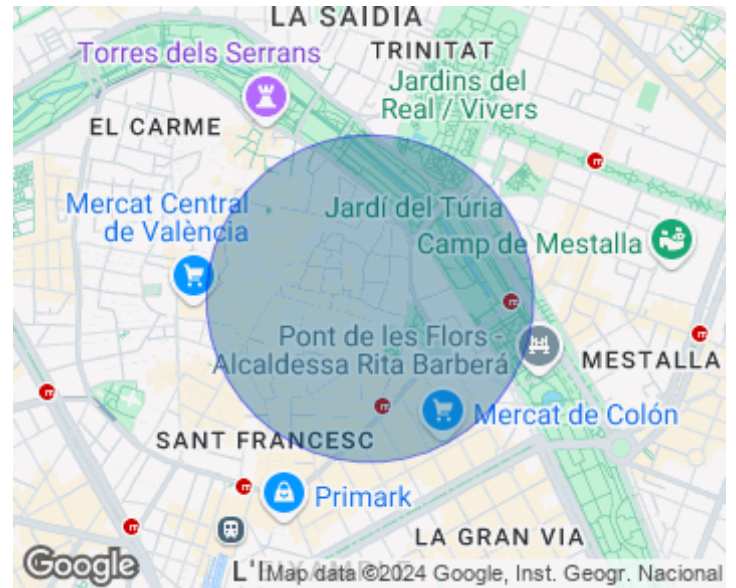 LA SAÏDIA
Torres dels Serrans
TRINITAT
Jardins del
Real / Vivers
EL CARME
Mercat Central
de València
Jardí del Túria
Camp de Mestalla
Pont de les Flors -
Alcaldessa Rita Barberá
MESTALLA
Mercat de Colón
SANT FRANCESC
Primark
LA GRAN VIA
Google
L'E
Map data ©2024 Google, Inst. Geogr. Nacional